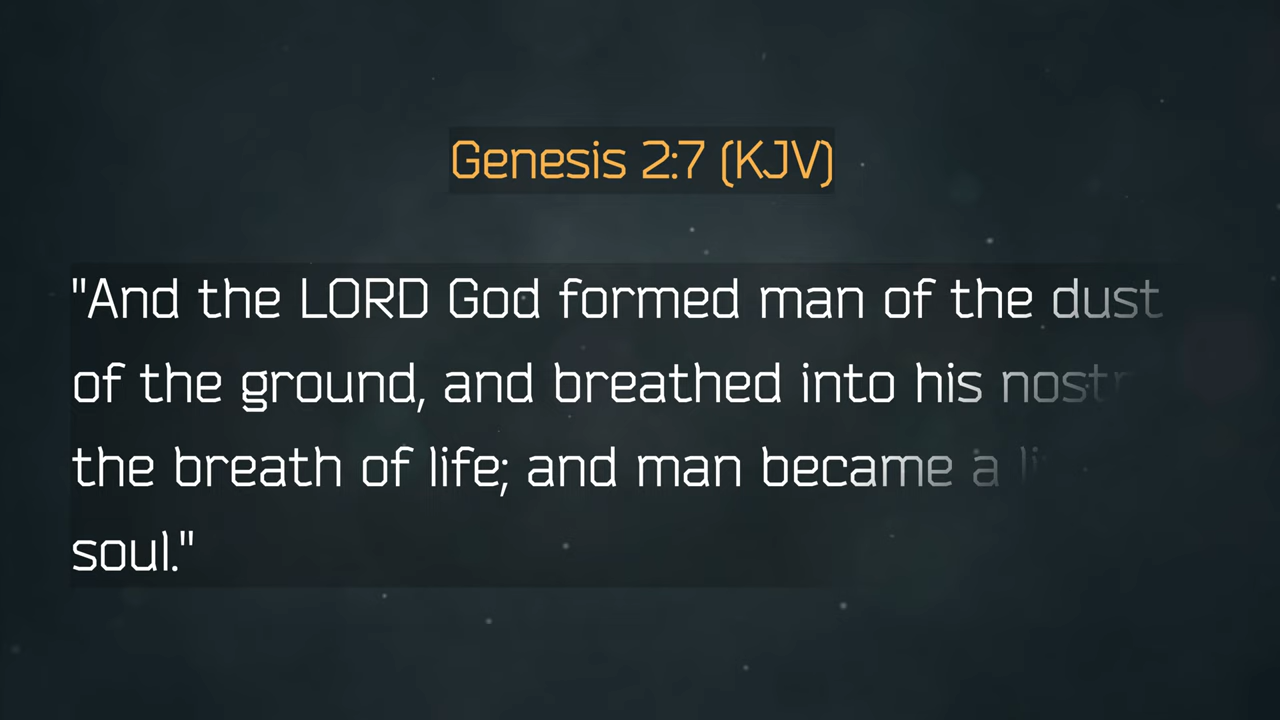 Genesis 2:7 (KJV)
"And the LORD God formed man of the dust
of the ground, and breathed into his
the breath of life; and man became a
soul."